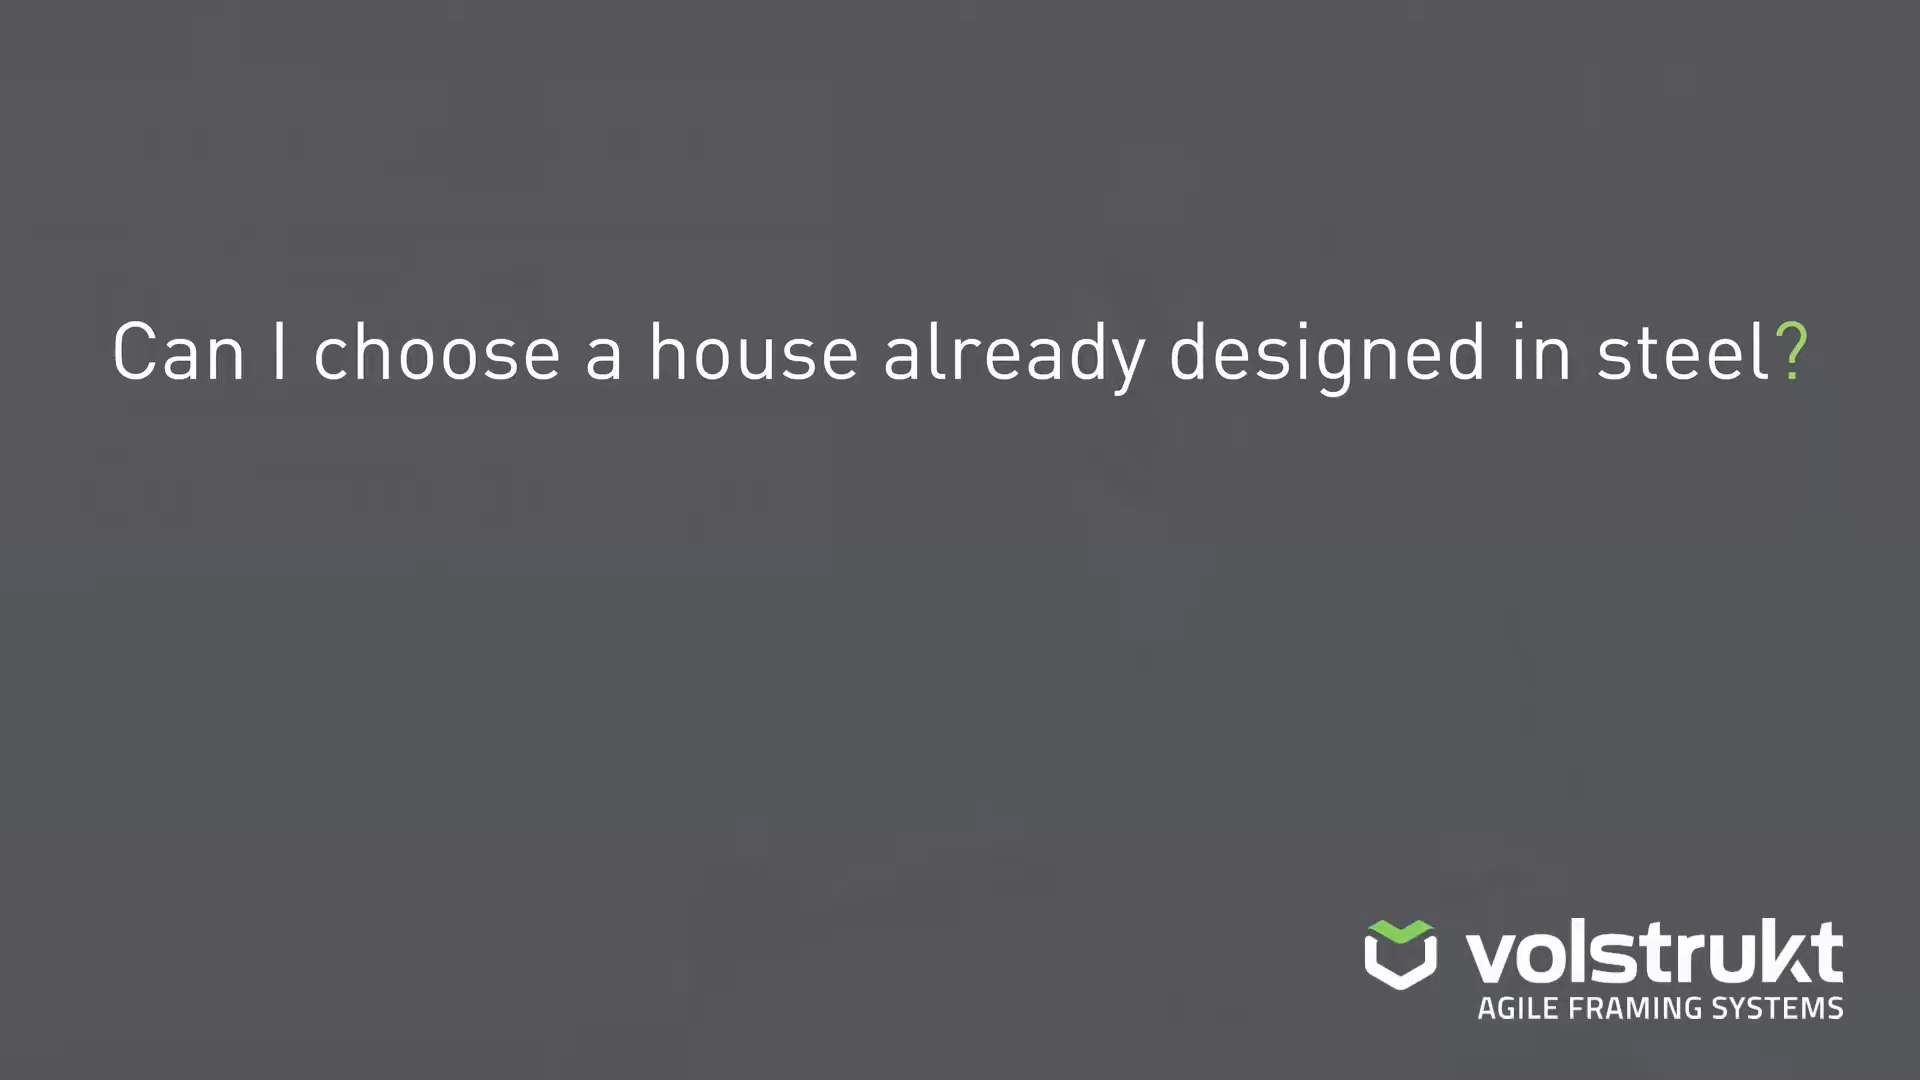 Can I choose a house already designed in steel?
volstrukt
AGILE FRAMING SYSTEMS